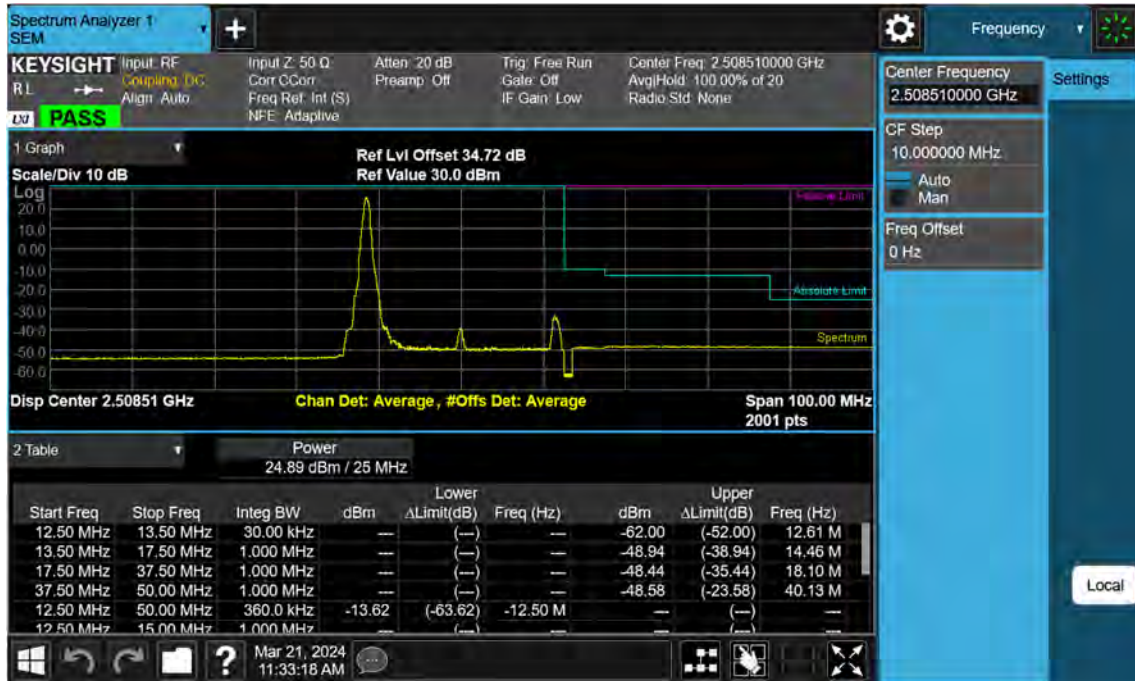 Spectrum Analyzer 1
SEM
Frequency
KEYSIGHT
R L
LXI
PASS
Input: RF
Coupling: DC
Align: Auto
Input Z: 50 Ω
Corr CCorr
Freq Ref: Int (S)
NFE: Adaptive
Atten: 20 dB
Preamp: Off
Trig: Free Run
Gate: Off
IF Gain: Low
Center Freq: 2.508510000 GHz
Avg|Hold: 100.00% of 20
Radio Std: None
Center Frequency
2.508510000 GHz
Settings
CF Step
10.000000 MHz
Auto
Man
Freq Offset
0 Hz
Local
1 Graph
Scale/Div 10 dB
Ref Lvl Offset 34.72 dB
Ref Value 30.0 dBm
Log
20.0
10.0
0.00
-10.0
-20.0
-30.0
-40.0
-50.0
-60.0
Relative Limit
Absolute Limit
Spectrum
Disp Center 2.50851 GHz
Chan Det: Average, #Offs Det: Average
Span 100.00 MHz
2001 pts
2 Table
Power
24.89 dBm / 25 MHz
Lower Upper
Start Freq Stop Freq Integ BW dBm ΔLimit(dB) Freq (Hz) dBm ΔLimit(dB) Freq (Hz)
12.50 MHz 13.50 MHz 30.00 kHz --- (---) --- -62.00 (-52.00) 12.61 M
13.50 MHz 17.50 MHz 1.000 MHz --- (---) --- -48.94 (-38.94) 14.46 M
17.50 MHz 37.50 MHz 1.000 MHz --- (---) --- -48.44 (-35.44) 18.10 M
37.50 MHz 50.00 MHz 1.000 MHz --- (---) --- -48.58 (-23.58) 40.13 M
12.50 MHz 50.00 MHz 360.0 kHz -13.62 (-63.62) -12.50 M --- (---) ---
12.50 MHz 15.00 MHz 1.000 MHz --- (---) --- --- (---) ---
?
Mar 21, 2024
11:33:18 AM